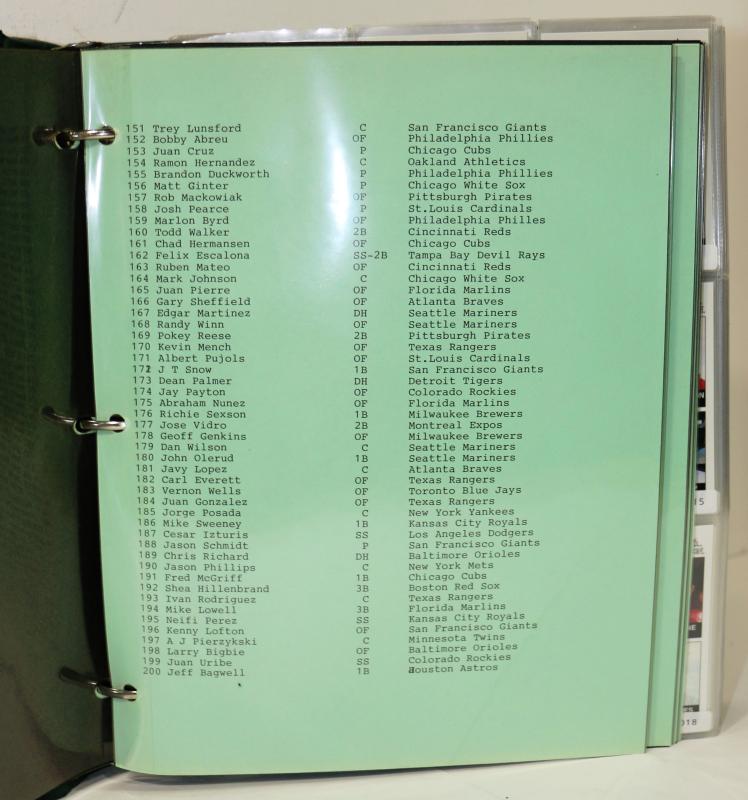 151 Trey Lunsford C San Francisco Giants
152 Bobby Abreu OF Philadelphia Phillies
153 Juan Cruz P Chicago Cubs
154 Ramon Hernandez C Oakland Athletics
155 Brandon Duckworth P Philadelphia Phillies
156 Matt Ginter P Chicago White Sox
157 Rob Mackowiak OF Pittsburgh Pirates
158 Josh Pearce P St.Louis Cardinals
159 Marlon Byrd OF Philadelphia Philles
160 Todd Walker 2B Cincinnati Reds
161 Chad Hermansen OF Chicago Cubs
162 Felix Escalona SS-2B Tampa Bay Devil Rays
163 Ruben Mateo OF Cincinnati Reds
164 Mark Johnson C Chicago White Sox
165 Juan Pierre OF Florida Marlins
166 Gary Sheffield OF Atlanta Braves
167 Edgar Martinez DH Seattle Mariners
168 Randy Winn OF Seattle Mariners
169 Pokey Reese 2B Pittsburgh Pirates
170 Kevin Mench OF Texas Rangers
171 Albert Pujols OF St.Louis Cardinals
172 J T Snow 1B San Francisco Giants
173 Dean Palmer DH Detroit Tigers
174 Jay Payton OF Colorado Rockies
175 Abraham Nunez OF Florida Marlins
176 Richie Sexson 1B Milwaukee Brewers
177 Jose Vidro 2B Montreal Expos
178 Geoff Genkins OF Milwaukee Brewers
179 Dan Wilson C Seattle Mariners
180 John Olerud 1B Seattle Mariners
181 Javy Lopez C Atlanta Braves
182 Carl Everett OF Texas Rangers
183 Vernon Wells OF Toronto Blue Jays
184 Juan Gonzalez OF Texas Rangers
185 Jorge Posada C New York Yankees
186 Mike Sweeney 1B Kansas City Royals
187 Cesar Izturis SS Los Angeles Dodgers
188 Jason Schmidt P San Francisco Giants
189 Chris Richard DH Baltimore Orioles
190 Jason Phillips C New York Mets
191 Fred McGriff 1B Chicago Cubs
192 Shea Hillenbrand 3B Boston Red Sox
193 Ivan Rodriguez C Texas Rangers
194 Mike Lowell 3B Florida Marlins
195 Neifi Perez SS Kansas City Royals
196 Kenny Lofton OF San Francisco Giants
197 A J Pierzykski C Minnesota Twins
198 Larry Bigbie OF Baltimore Orioles
199 Juan Uribe SS Colorado Rockies
200 Jeff Bagwell 1B Houston Astros